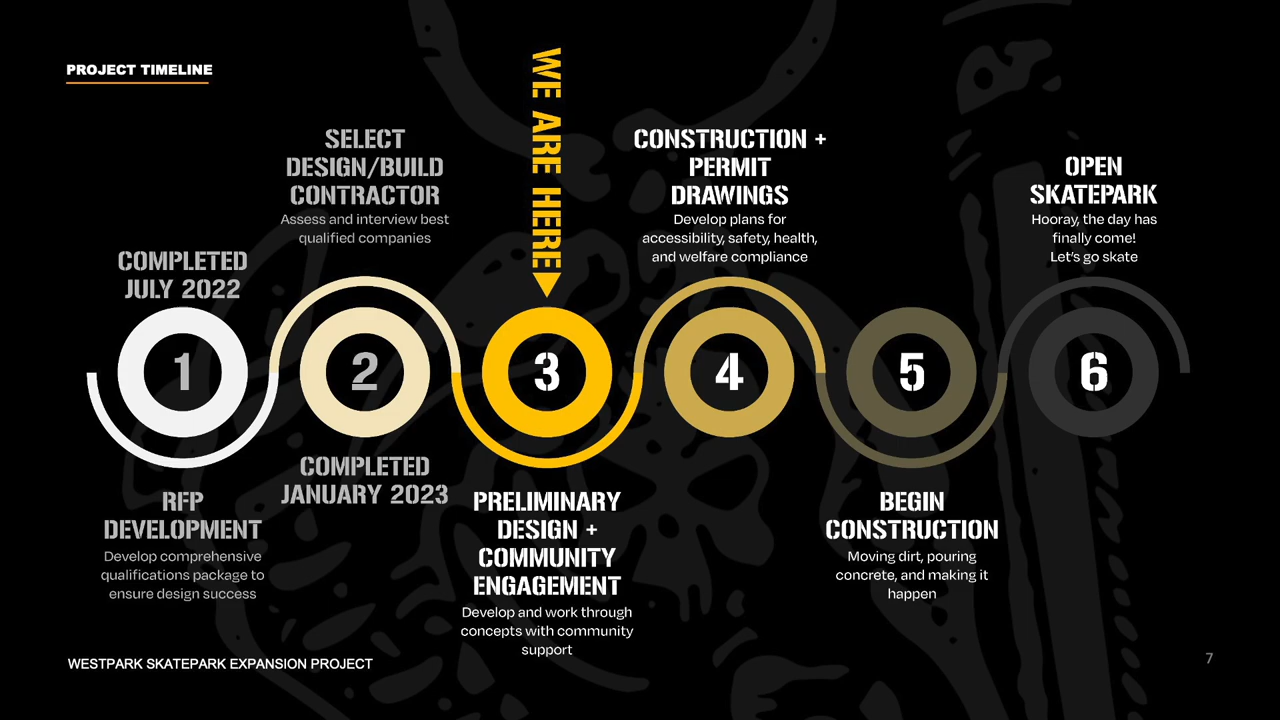 PROJECT TIMELINE
COMPLETED
JULY 2022
1
RFP
DEVELOPMENT
Develop comprehensive
qualifications package to
ensure design success
SELECT
DESIGN/BUILD
CONTRACTOR
Assess and interview best
qualified companies
2
COMPLETED
JANUARY 2023
WE ARE HERE
3
PRELIMINARY
DESIGN +
COMMUNITY
ENGAGEMENT
Develop and work through
concepts with community
support
CONSTRUCTION +
PERMIT
DRAWINGS
Develop plans for
accessibility, safety, health,
and welfare compliance
4
5
BEGIN
CONSTRUCTION
Moving dirt, pouring
concrete, and making it
happen
OPEN
SKATEPARK
Hooray, the day has
finally come!
Let's go skate
6
WESTPARK SKATEPARK EXPANSION PROJECT
7